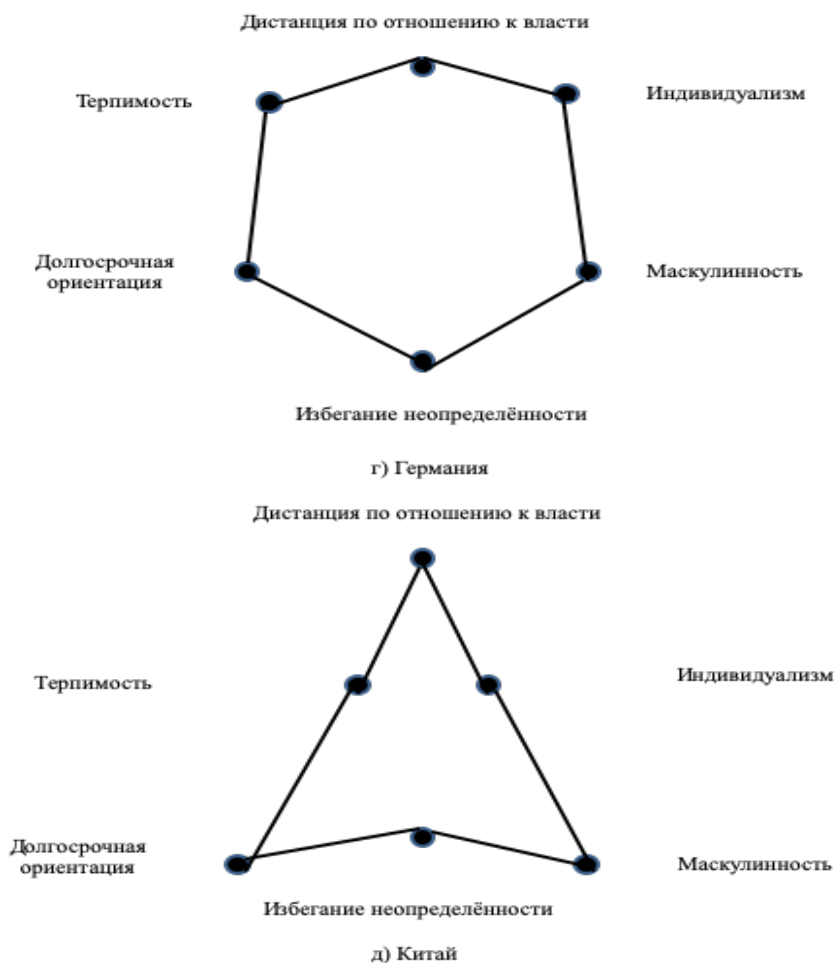 Дистанция по отношению к власти
Терпимость
Индивидуализм
Долгосрочная
ориентация
Маскулинность
Избегание неопределённости
г) Германия
Дистанция по отношению к власти
Терпимость
Индивидуализм
Долгосрочная
ориентация
Маскулинность
Избегание неопределённости
д) Китай